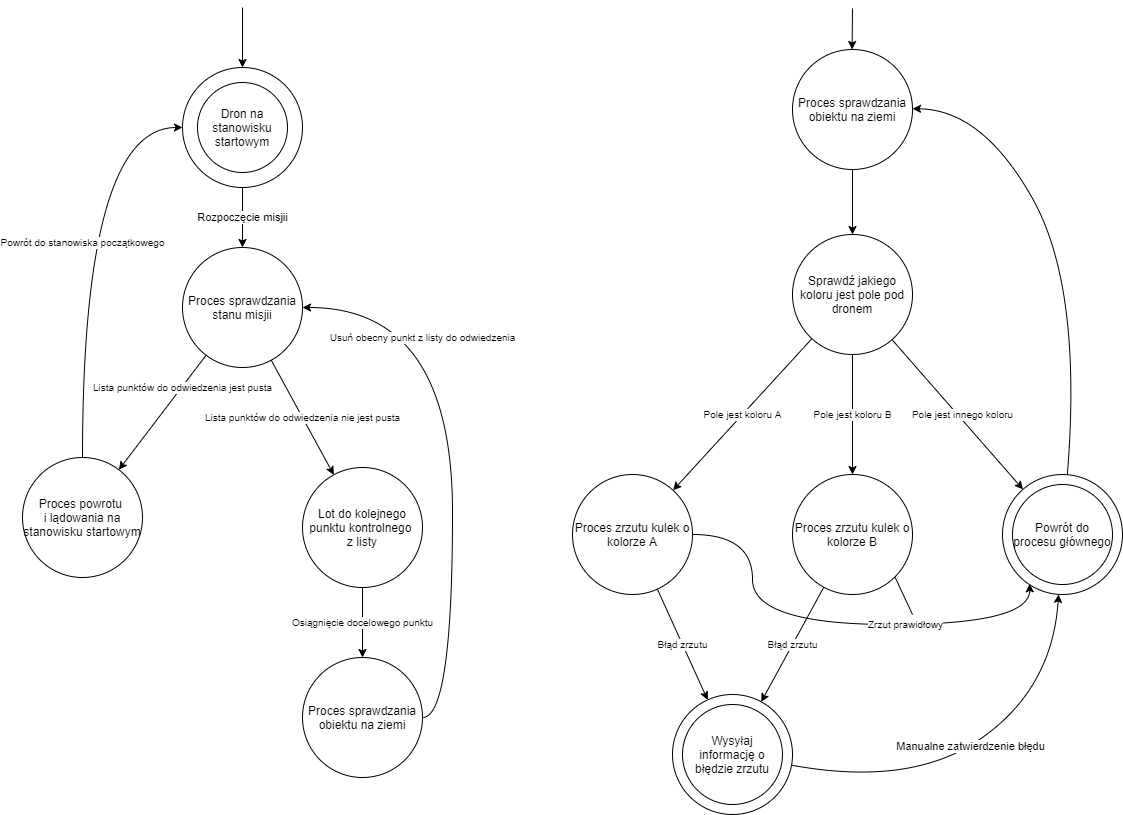 Dron na
stanowisku
startowym
Rozpoczęcie misjii
Powrót do stanowiska początkowego
Proces sprawdzania
stanu misjii
Usuń obecny punkt z listy do odwiedzenia
Lista punktów do odwiedzenia jest pusta
Lista punktów do odwiedzenia nie jest pusta
Proces powrotu
i lądowania na
stanowisku startowym
Lot do kolejnego
punktu kontrolnego
z listy
Osiągnięcie docelowego punktu
Proces sprawdzania
obiektu na ziemi
Proces sprawdzania
obiektu na ziemi
Sprawdź jakiego
koloru jest pole pod
dronem
Pole jest koloru A
Pole jest koloru B
Pole jest innego koloru
Proces zrzutu kulek o
kolorze A
Proces zrzutu kulek o
kolorze B
Powrót do
procesu głównego
Zrzut prawidłowy
Błąd zrzutu
Błąd zrzutu
Wysyłaj
informację o
błędzie zrzutu
Manualne zatwierdzenie błędu